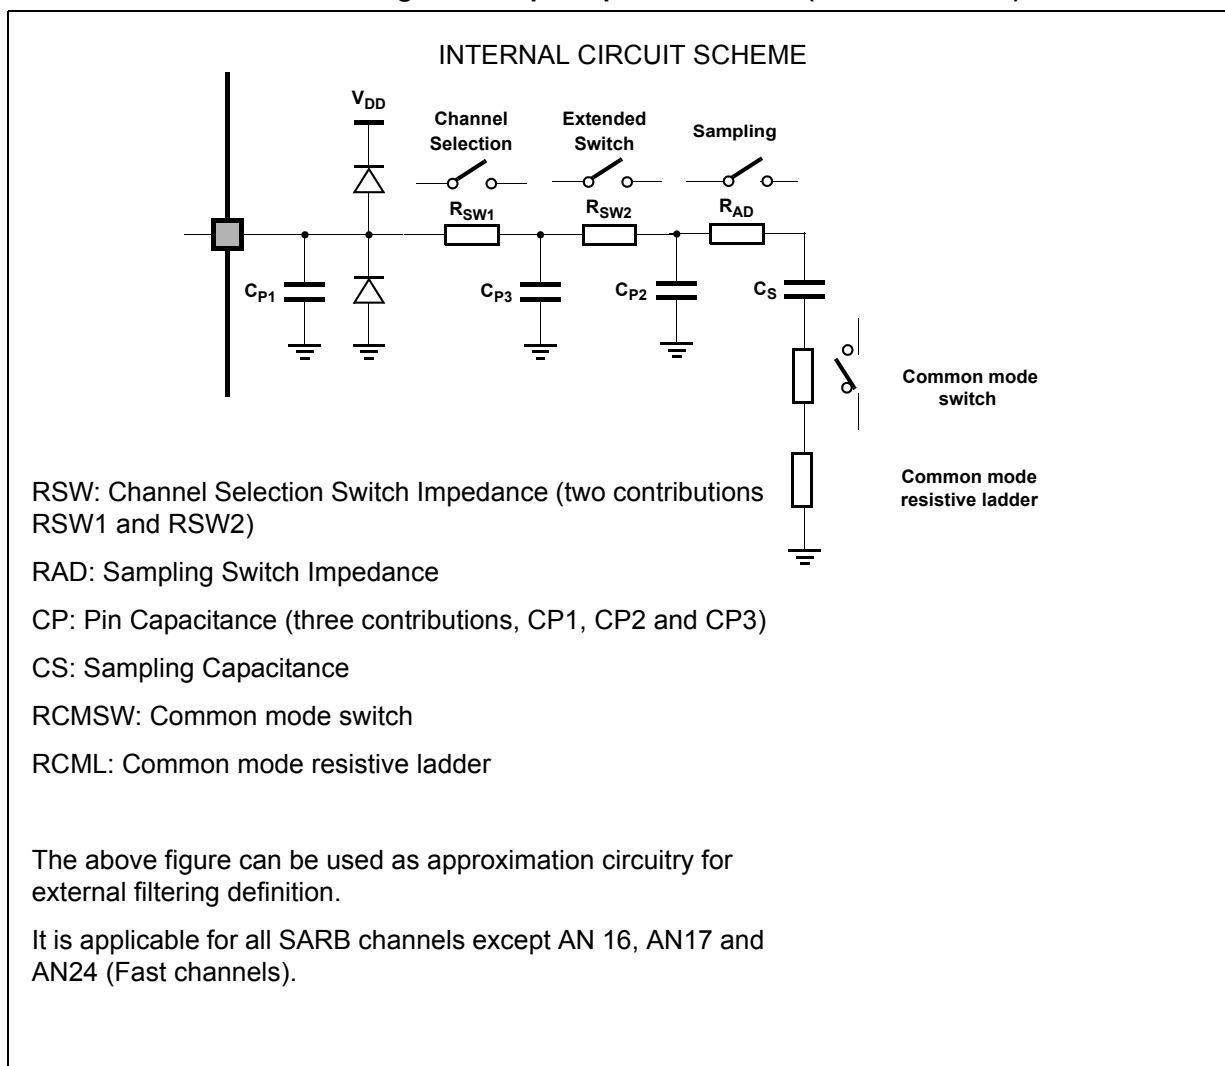 INTERNAL CIRCUIT SCHEME
VDD
Channel
Selection
Extended
Switch
Sampling
RSW1
RSW2
RAD
CP1
CP3
CP2
CS
Common mode
switch
Common mode
resistive ladder
RSW: Channel Selection Switch Impedance (two contributions
RSW1 and RSW2)
RAD: Sampling Switch Impedance
CP: Pin Capacitance (three contributions, CP1, CP2 and CP3)
CS: Sampling Capacitance
RCMSW: Common mode switch
RCML: Common mode resistive ladder
The above figure can be used as approximation circuitry for
external filtering definition.
It is applicable for all SARB channels except AN 16, AN17 and
AN24 (Fast channels).